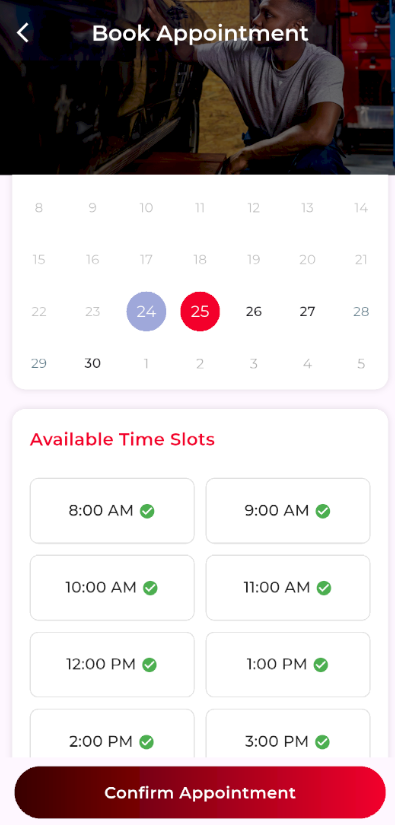 Book Appointment
8 9 10 11 12 13 14
15 16 17 18 19 20 21
22 23 24 25 26 27 28
29 30 1 2 3 4 5
Available Time Slots
8:00 AM 9:00 AM
10:00 AM 11:00 AM
12:00 PM 1:00 PM
2:00 PM 3:00 PM
Confirm Appointment